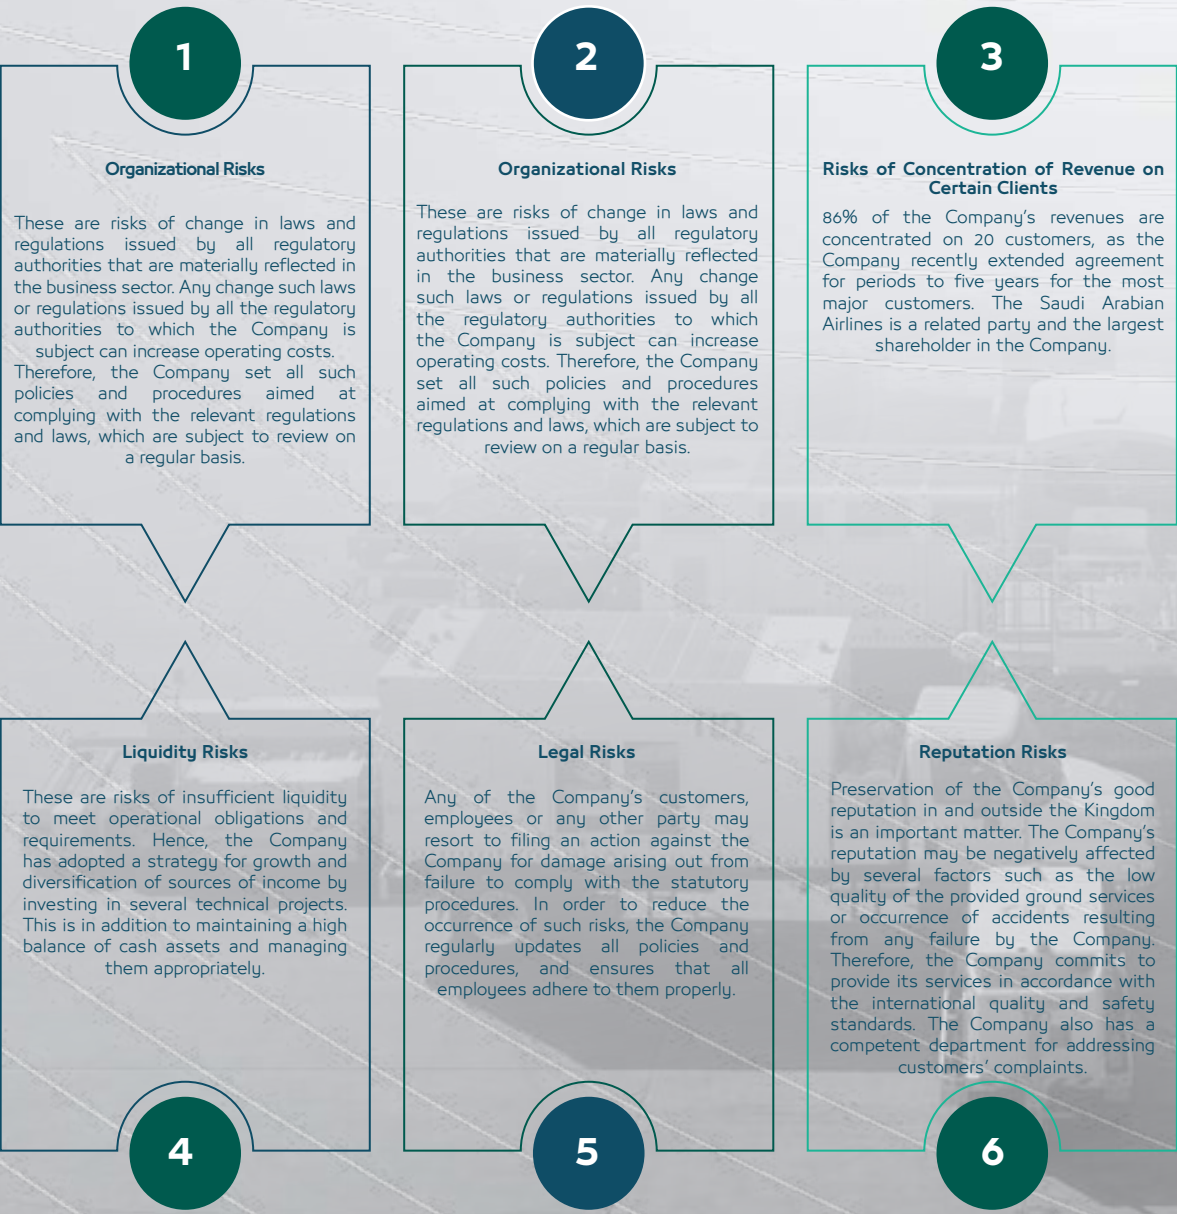 1
Organizational Risks
These are risks of change in laws and
regulations issued by all regulatory
authorities that are materially reflected in
the business sector. Any change such laws
or regulations issued by all the regulatory
authorities to which the Company is
subject can increase operating costs.
Therefore, the Company set all such
policies and procedures aimed at
complying with the relevant regulations
and laws, which are subject to review on
a regular basis.
2
Organizational Risks
These are risks of change in laws and
regulations issued by all regulatory
authorities that are materially reflected
in the business sector. Any change
such laws or regulations issued by all
the regulatory authorities to which
the Company is subject can increase
operating costs. Therefore, the Company
set all such policies and procedures
aimed at complying with the relevant
regulations and laws, which are subject to
review on a regular basis.
3
Risks of Concentration of Revenue on
Certain Clients
86% of the Company's revenues are
concentrated on 20 customers, as the
Company recently extended agreement
for periods to five years for the most
major customers. The Saudi Arabian
Airlines is a related party and the largest
shareholder in the Company.
Liquidity Risks
These are risks of insufficient liquidity
to meet operational obligations and
requirements. Hence, the Company
has adopted a strategy for growth and
diversification of sources of income by
investing in several technical projects.
This is in addition to maintaining a high
balance of cash assets and managing
them appropriately.
4
Legal Risks
Any of the Company's customers,
employees or any other party may
resort to filing an action against the
Company for damage arising out from
failure to comply with the statutory
procedures. In order to reduce the
occurrence of such risks, the Company
regularly updates all policies and
procedures, and ensures that all
employees adhere to them properly.
5
Reputation Risks
Preservation of the Company's good
reputation in and outside the Kingdom
is an important matter. The Company's
reputation may be negatively affected
by several factors such as the low
quality of the provided ground services
or occurrence of accidents resulting
from any failure by the Company.
Therefore, the Company commits to
provide its services in accordance with
the international quality and safety
standards. The Company also has a
competent department for addressing
customers' complaints.
6